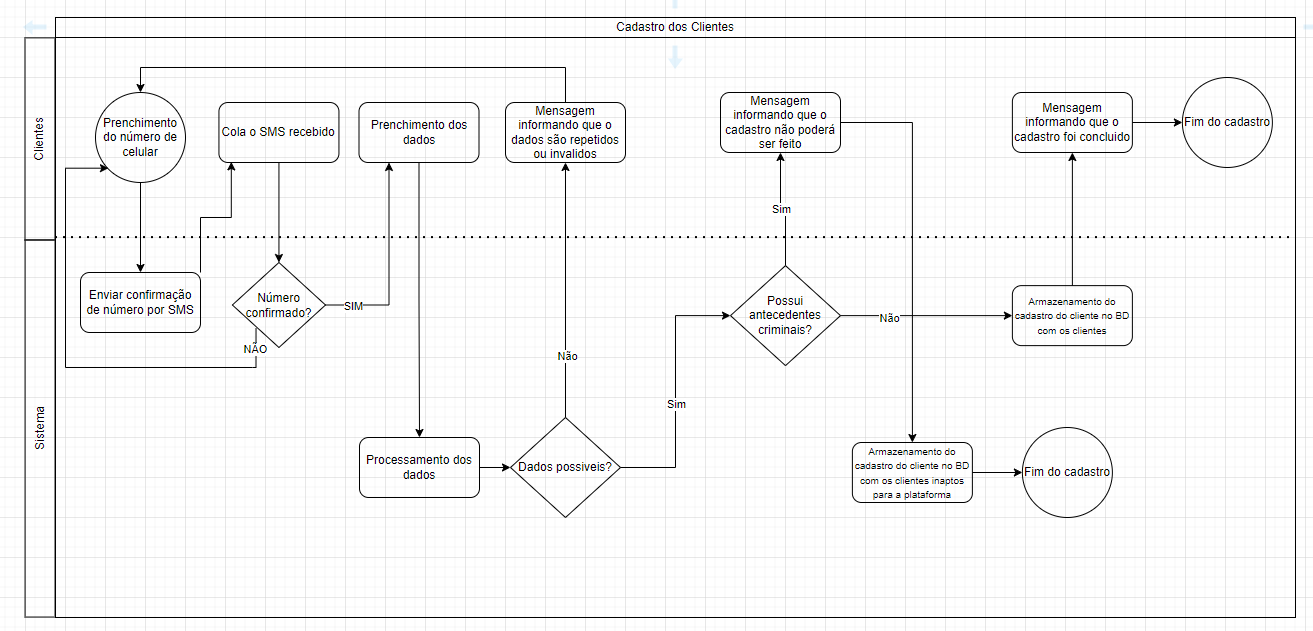 Cadastro dos Clientes
Clientes
Prenchimento
do número de
celular
Cola o SMS recebido
Prenchimento dos
dados
Mensagem
informando que o
dados são repetidos
ou invalidos
Mensagem
informando que o
cadastro não poderá
ser feito
Mensagem
informando que o
cadastro foi concluido
Fim do cadastro
Sim
Sistema
Enviar confirmação
de número por SMS
Número
confirmado?
SIM
NÃO
Não
Sim
Possui
antecedentes
criminais?
Não
Armazenamento do
cadastro do cliente no BD
com os clientes
Processamento dos
dados
Dados possiveis?
Armazenamento do
cadastro do cliente no BD
com os clientes inaptos
para a plataforma
Fim do cadastro